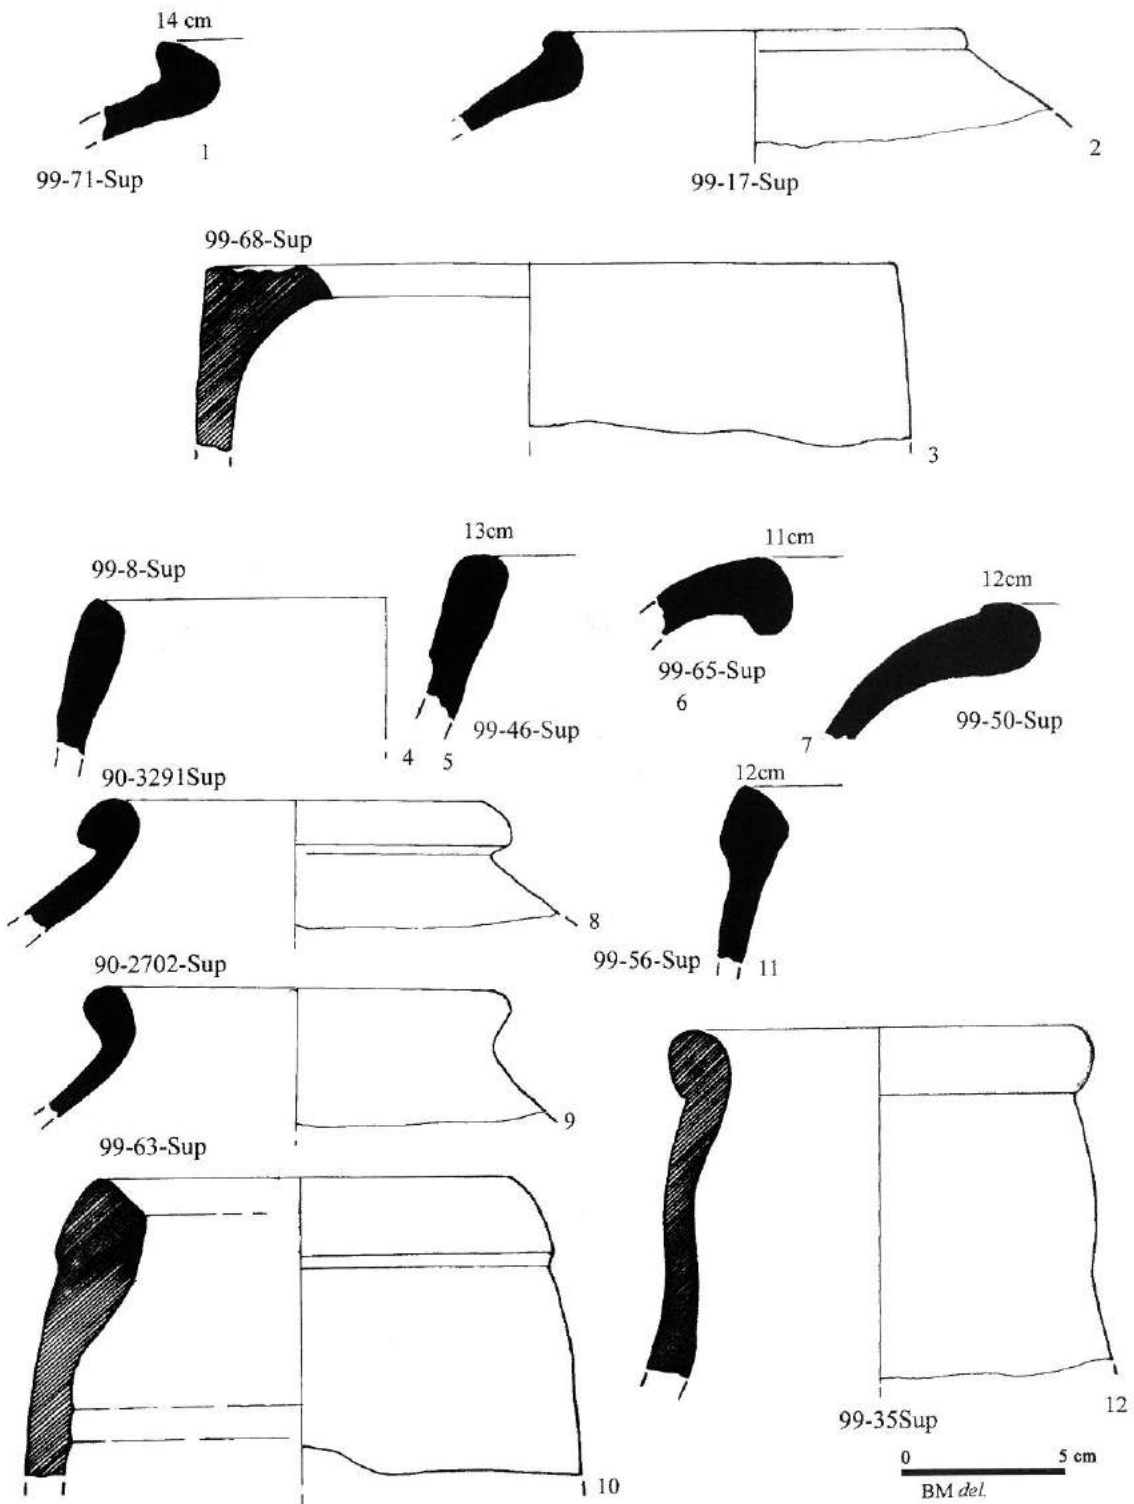 14 cm
1
99-71-Sup
2
99-17-Sup
99-68-Sup
3
13cm
11cm
99-8-Sup
12cm
99-65-Sup
6
99-46-Sup
99-50-Sup
7
4
5
90-3291Sup
12cm
8
99-56-Sup
11
90-2702-Sup
9
99-63-Sup
10
12
99-35Sup
0
5 cm
BM del.